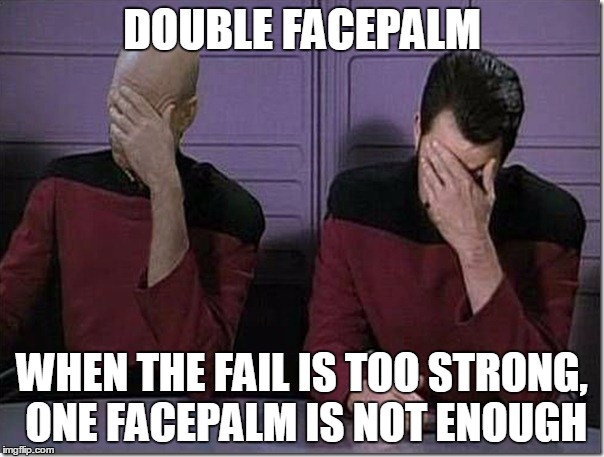 DOUBLE FACEPALM
WHEN THE FAIL IS TOO STRONG,
ONE FACEPALM IS NOT ENOUGH
imgflip.com